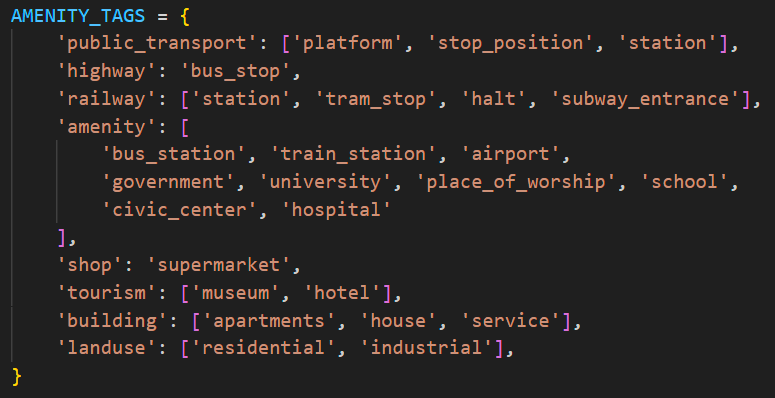 AMENITY_TAGS = {
    'public_transport': ['platform', 'stop_position', 'station'],
    'highway': 'bus_stop',
    'railway': ['station', 'tram_stop', 'halt', 'subway_entrance'],
    'amenity': [
        'bus_station', 'train_station', 'airport',
        'government', 'university', 'place_of_worship', 'school',
        'civic_center', 'hospital'
    ],
    'shop': 'supermarket',
    'tourism': ['museum', 'hotel'],
    'building': ['apartments', 'house', 'service'],
    'landuse': ['residential', 'industrial'],
}